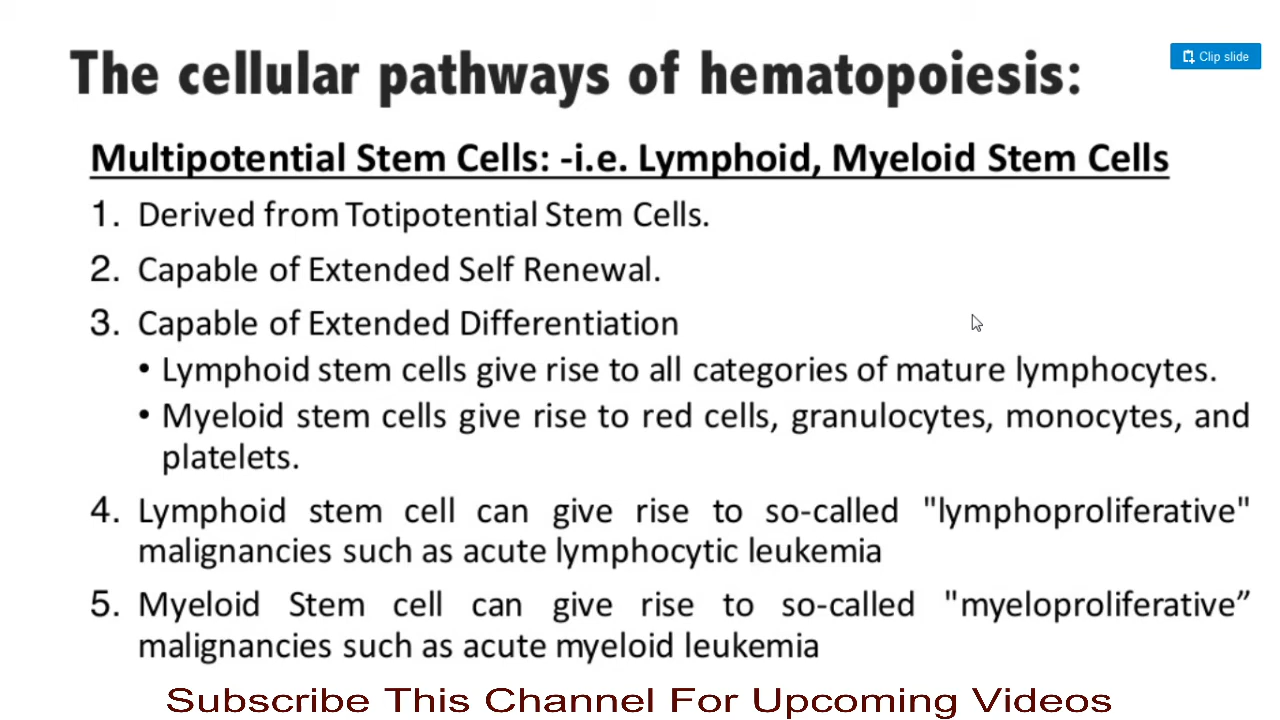 The cellular pathways of hematopoiesis:
Clip slide
Multipotential Stem Cells: -i.e. Lymphoid, Myeloid Stem Cells
1. Derived from Totipotential Stem Cells.
2. Capable of Extended Self Renewal.
3. Capable of Extended Differentiation
• Lymphoid stem cells give rise to all categories of mature lymphocytes.
• Myeloid stem cells give rise to red cells, granulocytes, monocytes, and
platelets.
4. Lymphoid stem cell can give rise to so-called "lymphoproliferative"
malignancies such as acute lymphocytic leukemia
5. Myeloid Stem cell can give rise to so-called "myeloproliferative”
malignancies such as acute myeloid leukemia
Subscribe This Channel For Upcoming Videos